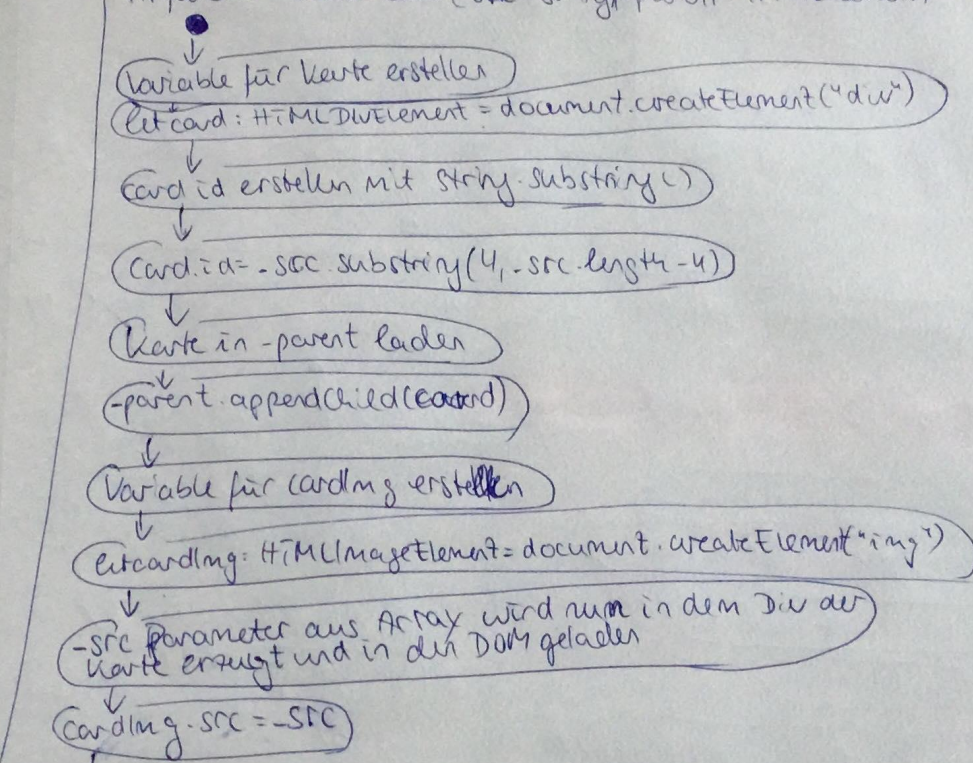 Variable für Karte erstellen
let card : HTMLDivElement = document.createElement("div")
Card id erstellen mit String.substring()
Card.id= _src.substring(4, _src.length -4)
Karte in _parent laden
_parent.appendChild(card)
Variable für cardImg erstellen
let cardImg: HTMLImageElement= document.createElement("img")
_src Parameter aus Array wird nun in dem Div der
Karte erzeugt und in den DOM geladen
CardImg.src = _src